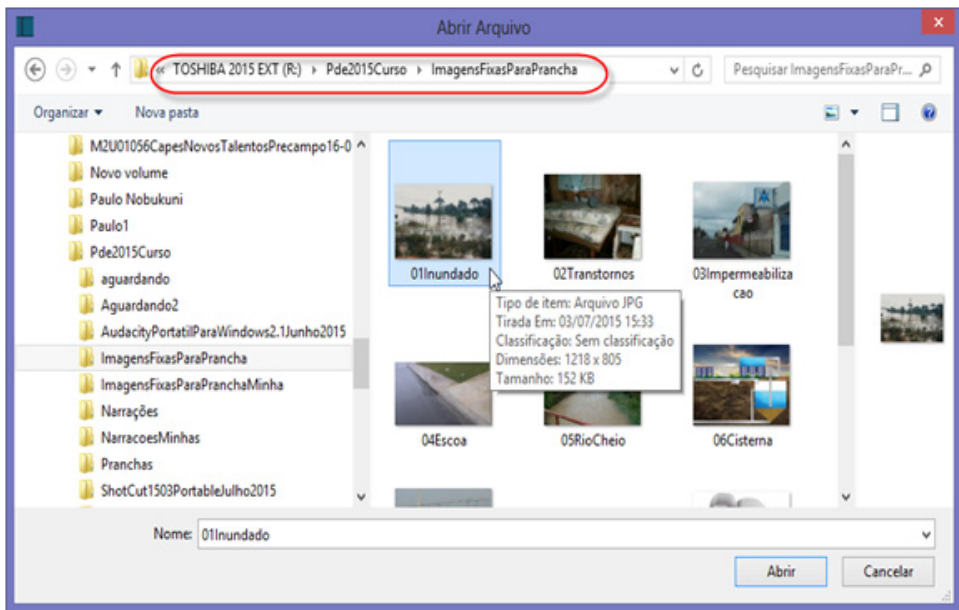 Abrir Arquivo
« TOSHIBA 2015 EXT (R:) ▸ Pde2015Curso ▸ ImagensFixasParaPrancha
Pesquisar ImagensFixasParaPr...
Organizar ▾ Nova pasta
M2U01056CapesNovosTalentosPrecampo16-0
Novo volume
Paulo Nobukuni
Paulo1
Pde2015Curso
aguardando
Aguardando2
AudacityPortatilParaWindows2.1Junho2015
ImagensFixasParaPrancha
ImagensFixasParaPranchaMinha
Narrações
NarracoesMinhas
Pranchas
ShotCut1503PortableJulho2015
01Inundado
02Transtornos
03Impermeabiliza
cao
Tipo de item: Arquivo JPG
Tirada Em: 03/07/2015 15:33
Classificação: Sem classificação
Dimensões: 1218 x 805
Tamanho: 152 KB
04Escoa
05RioCheio
06Cisterna
Nome: 01Inundado
Abrir
Cancelar